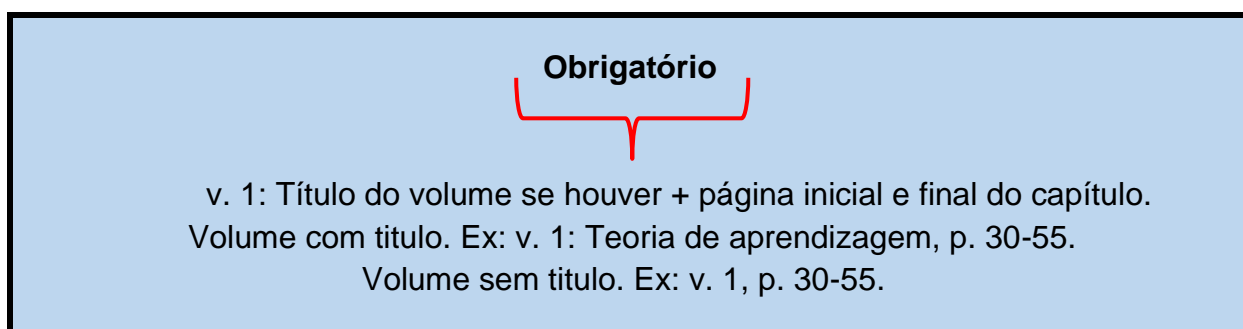 Obrigatório
v. 1: Título do volume se houver + página inicial e final do capítulo.
Volume com titulo. Ex: v. 1: Teoria de aprendizagem, p. 30-55.
Volume sem titulo. Ex: v. 1, p. 30-55.